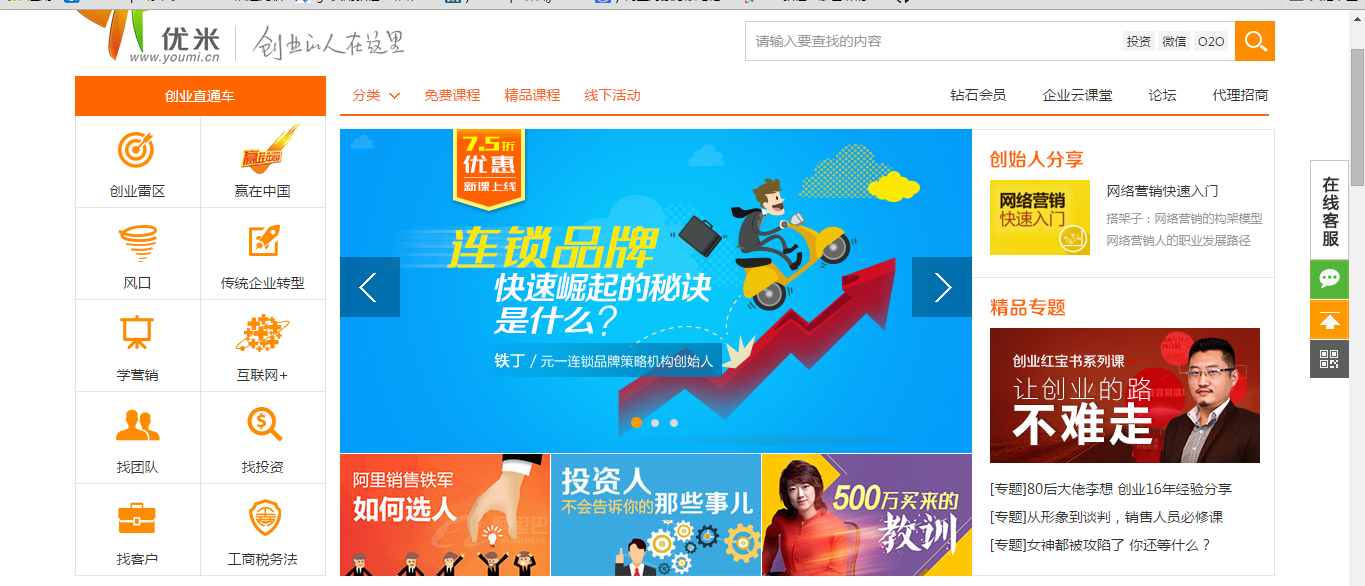 优米
www.youmi.cn
创业的人在这里
请输入要查找的内容
投资 微信 O2O
创业直通车
分类 免费课程 精品课程 线下活动
钻石会员 企业云课堂 论坛 代理招商
创业雷区
赢在中国
赢在中国
风口
传统企业转型
学营销
互联网+
找团队
找投资
找客户
工商税务法
7.5折
优惠
新课上线
连锁品牌
快速崛起的秘诀
是什么?
铁丁 / 元一连锁品牌策略机构创始人
阿里销售铁军
如何选人
投资人
不会告诉你的那些事儿
500万买来的
教训
创始人分享
网络营销
快速入门
网络营销快速入门
搭架子：网络营销的构架模型
网络营销人的职业发展路径
精品专题
创业红宝书系列课
让创业的路
不难走
[专题]80后大佬李想 创业16年经验分享
[专题]从形象到谈判，销售人员必修课
[专题]女神都被攻陷了 你还等什么？
在线客服